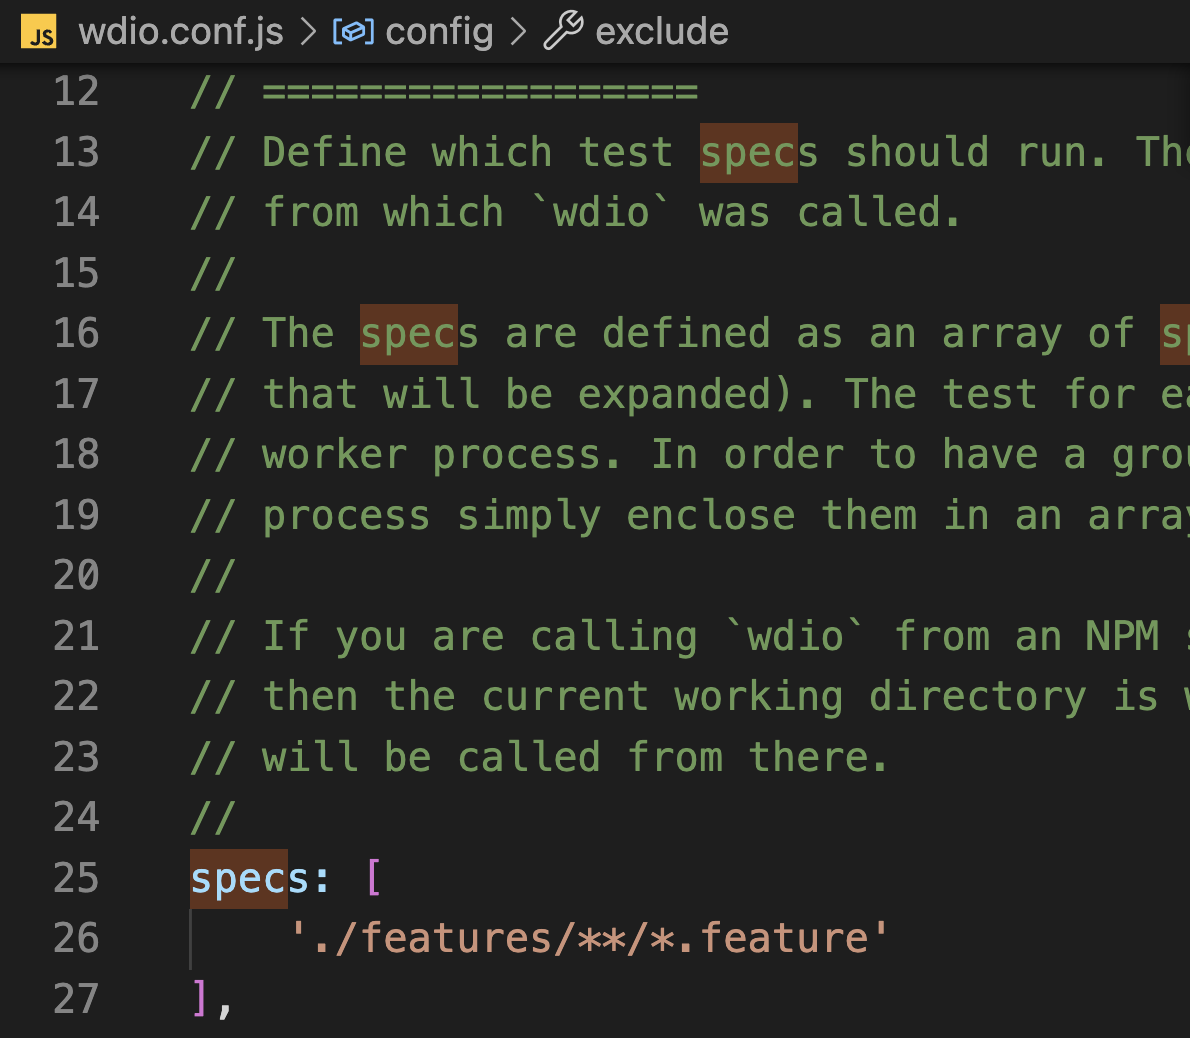 JS wdio.conf.js > config > exclude
12 // ==================
13 // Define which test specs should run. The
14 // from which `wdio` was called.
15 //
16 // The specs are defined as an array of sp
17 // that will be expanded). The test for ea
18 // worker process. In order to have a grou
19 // process simply enclose them in an array
20 //
21 // If you are calling `wdio` from an NPM s
22 // then the current working directory is w
23 // will be called from there.
24 //
25 specs: [
26 './features/**/*.feature'
27 ],